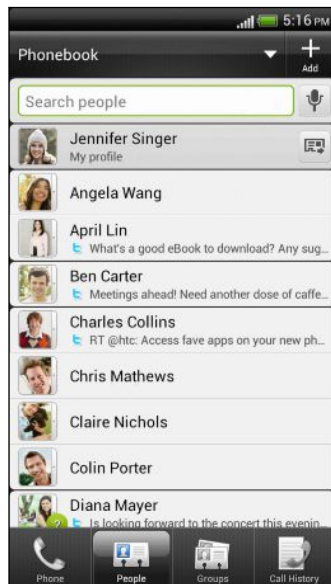 5:16 PM
Phonebook
Add
Search people
Jennifer Singer
My profile
Angela Wang
April Lin
What's a good eBook to download? Any sug...
Ben Carter
Meetings ahead! Need another dose of caffe...
Charles Collins
RT @htc: Access fave apps on your new ph...
Chris Mathews
Claire Nichols
Colin Porter
Diana Mayer
2
Is looking forward to the concert this evenin...
Phone
People
Groups
Call History